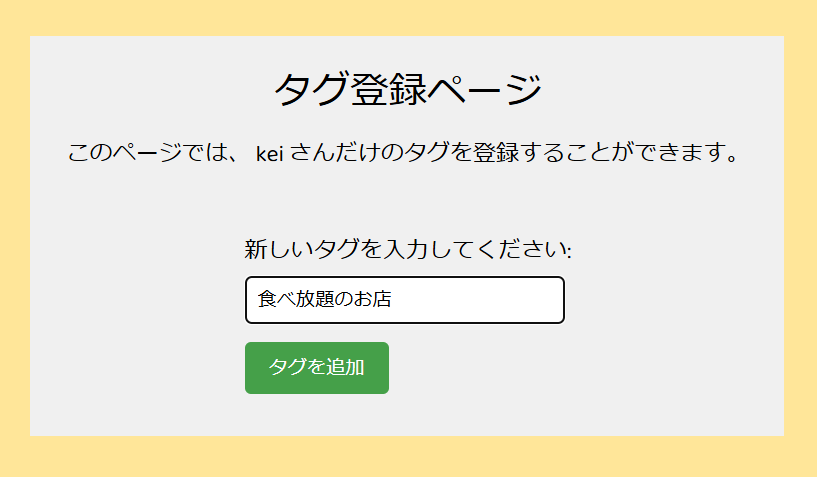 タグ登録ページ
このページでは、 kei さんだけのタグを登録することができます。
新しいタグを入力してください:
食べ放題のお店
タグを追加